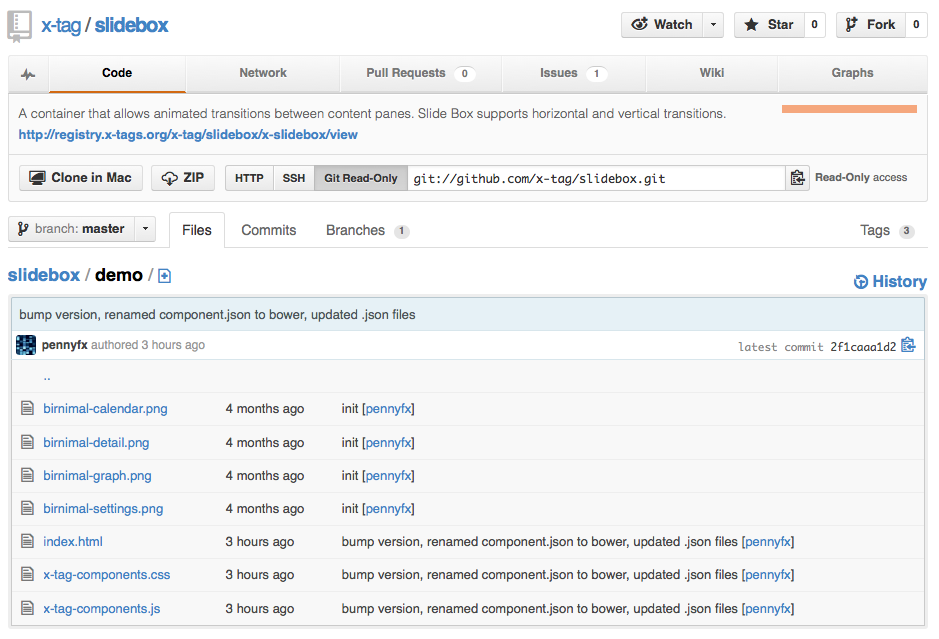 x-tag / slidebox Watch Star 0 Fork 0
Code Network Pull Requests 0 Issues 1 Wiki Graphs
A container that allows animated transitions between content panes. Slide Box supports horizontal and vertical transitions.
http://registry.x-tags.org/x-tag/slidebox/x-slidebox/view
Clone in Mac ZIP HTTP SSH Git Read-Only git://github.com/x-tag/slidebox.git Read-Only access
branch: master Files Commits Branches 1 Tags 3
slidebox / demo /
History
bump version, renamed component.json to bower, updated .json files
pennyfx authored 3 hours ago latest commit 2f1caaa1d2
..
birnimal-calendar.png 4 months ago init [pennyfx]
birnimal-detail.png 4 months ago init [pennyfx]
birnimal-graph.png 4 months ago init [pennyfx]
birnimal-settings.png 4 months ago init [pennyfx]
index.html 3 hours ago bump version, renamed component.json to bower, updated .json files [pennyfx]
x-tag-components.css 3 hours ago bump version, renamed component.json to bower, updated .json files [pennyfx]
x-tag-components.js 3 hours ago bump version, renamed component.json to bower, updated .json files [pennyfx]